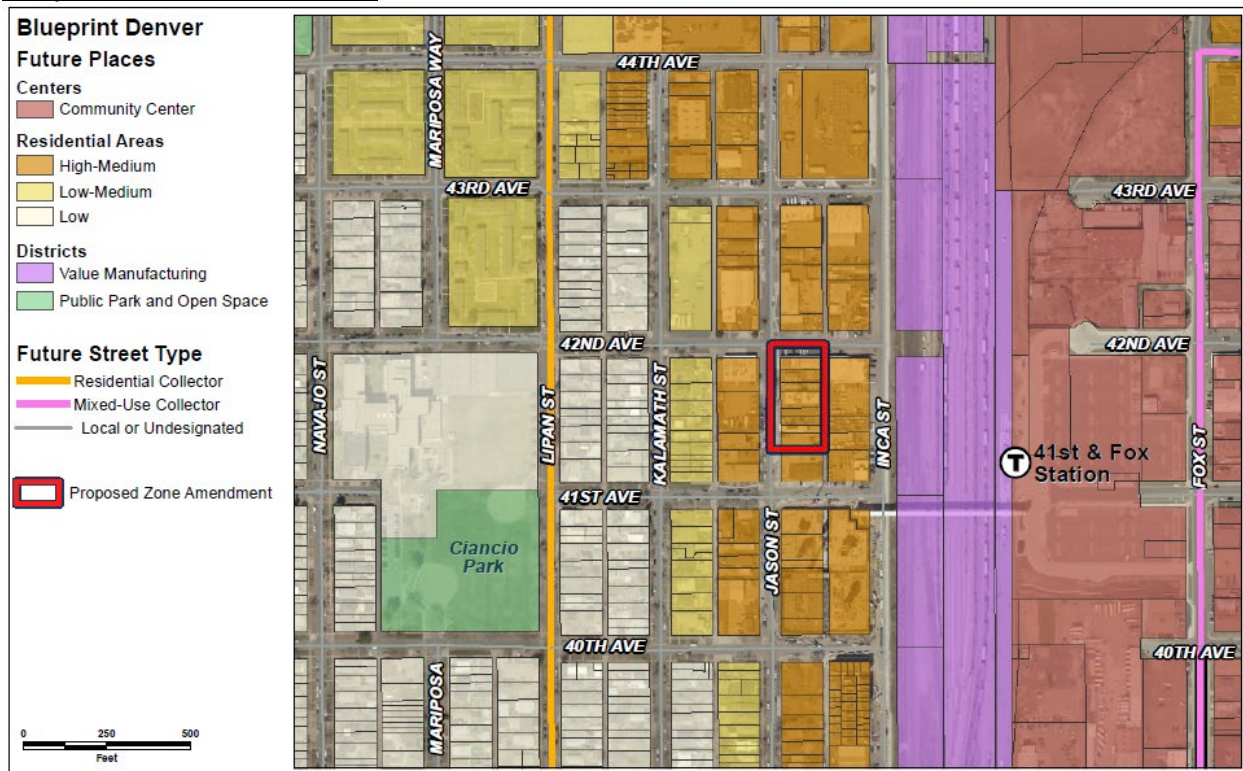 Blueprint Denver
Future Places
Centers
Community Center
Residential Areas
High-Medium
Low-Medium
Low
Districts
Value Manufacturing
Public Park and Open Space
Future Street Type
Residential Collector
Mixed-Use Collector
Local or Undesignated
Proposed Zone Amendment
0 250 500
Feet
MARIPOSA WAY
44TH AVE
43RD AVE
43RD AVE
42ND AVE
42ND AVE
NAVAJO ST
LIPAN ST
KALAMATH ST
INCA ST
FOX ST
41st & Fox
Station
T
41ST AVE
JASON ST
Ciancio
Park
40TH AVE
40TH AVE
MARIPOSA